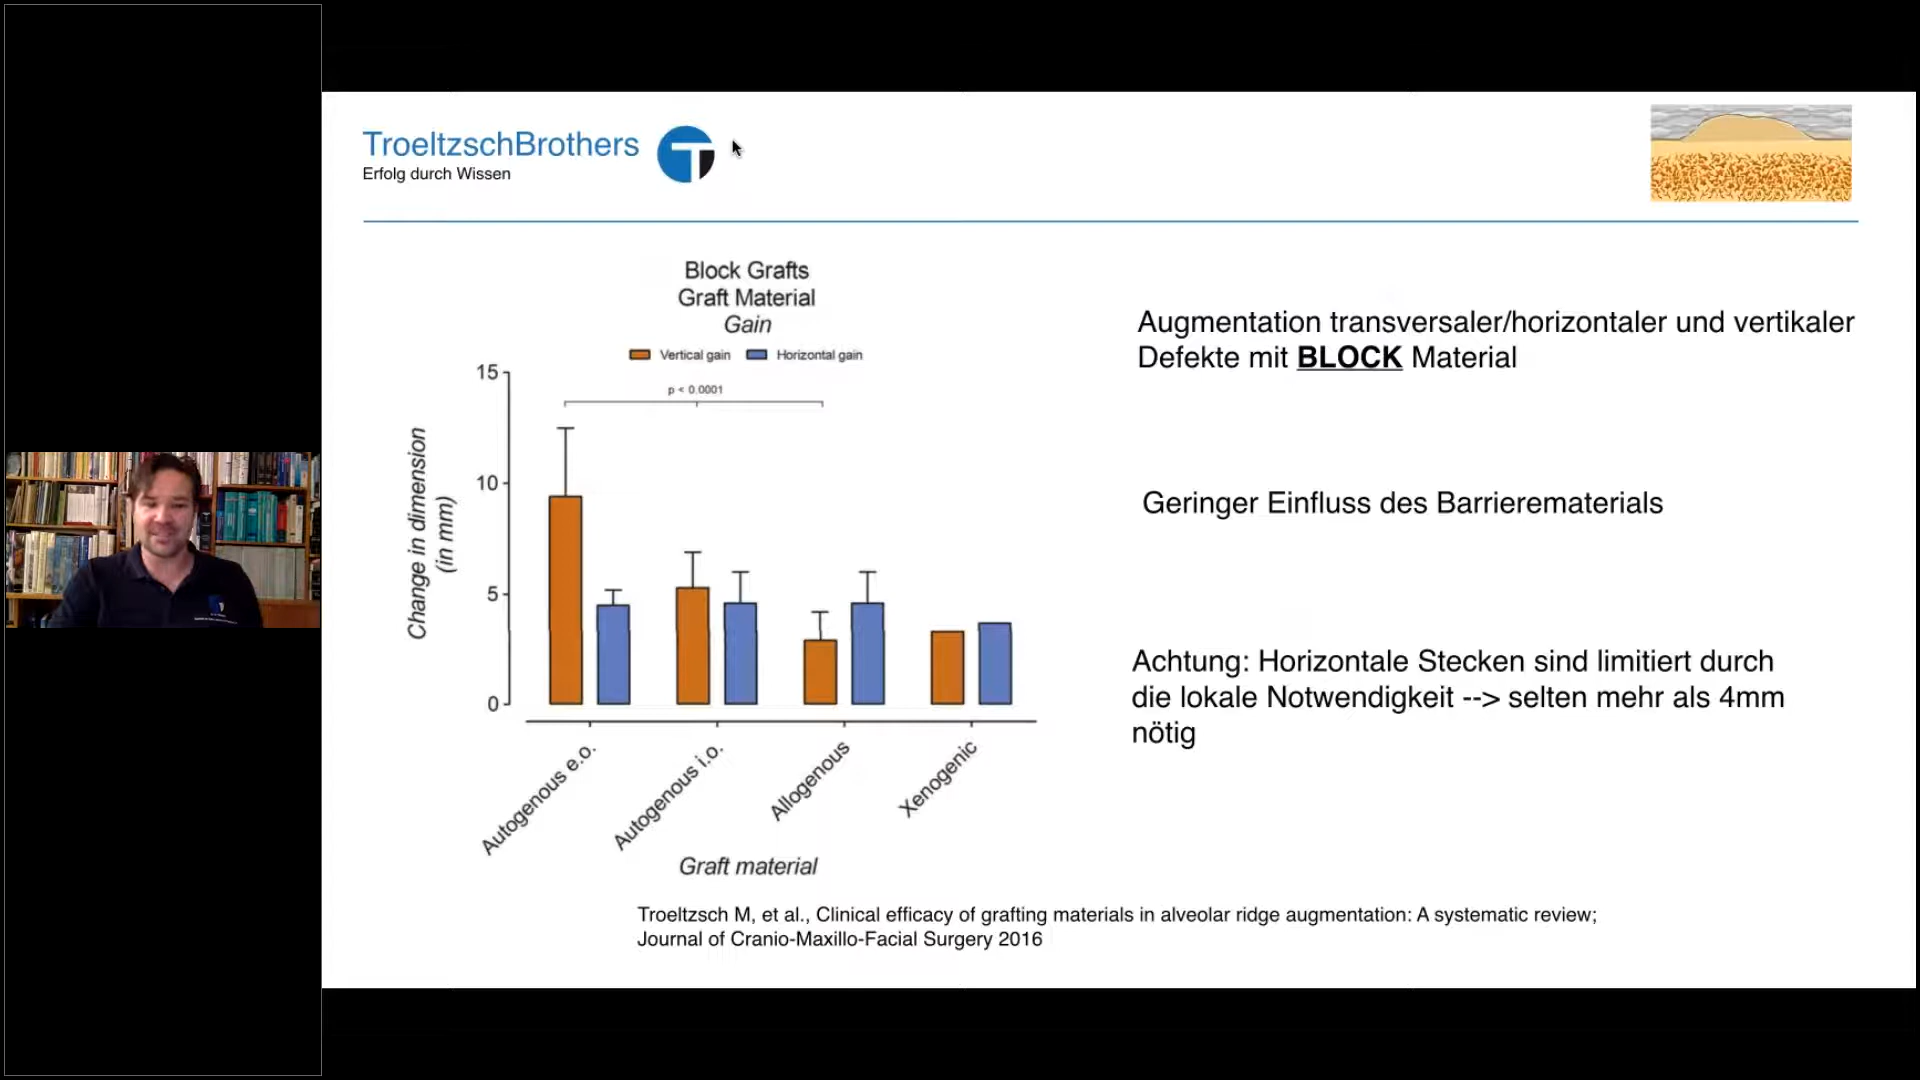 TroeltzschBrothers
Erfolg durch Wissen
T
Block Grafts
Graft Material
Gain
Vertical gain
Horizontal gain
p < 0.0001
15
10
5
0
Change in dimension
(in mm)
Autogenous e.o.
Autogenous i.o.
Allogenous
Xenogenic
Graft material
Augmentation transversaler/horizontaler und vertikaler
Defekte mit BLOCK Material
Geringer Einfluss des Barrierematerials
Achtung: Horizontale Stecken sind limitiert durch
die lokale Notwendigkeit --> selten mehr als 4mm
nötig
Troeltzsch M, et al., Clinical efficacy of grafting materials in alveolar ridge augmentation: A systematic review;
Journal of Cranio-Maxillo-Facial Surgery 2016